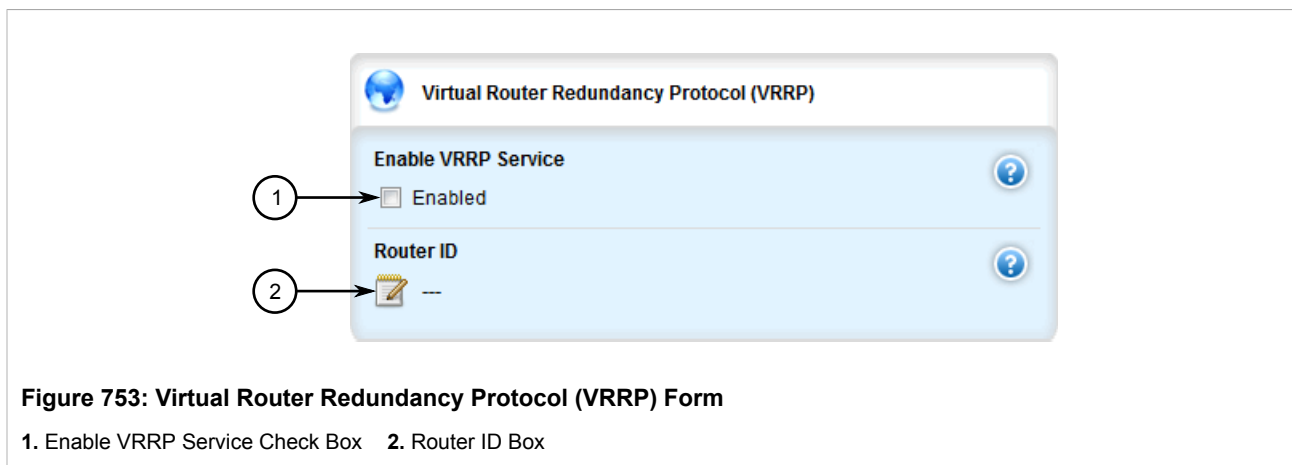 Virtual Router Redundancy Protocol (VRRP)
Enable VRRP Service
?
1
Enabled
Router ID
?
2
---
Figure 753: Virtual Router Redundancy Protocol (VRRP) Form
1. Enable VRRP Service Check Box 2. Router ID Box